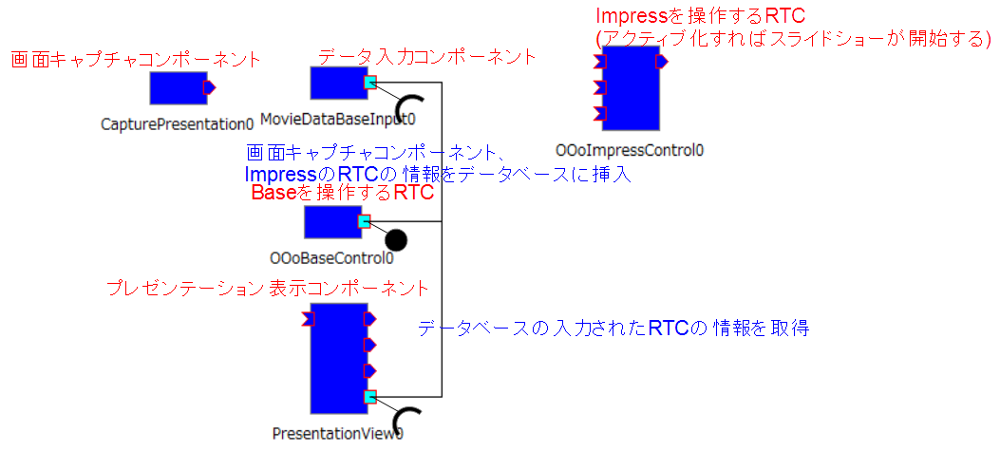 Impressを操作するRTC
(アクティブ化すればスライドショーが開始する)
画面キャプチャコンポーネント
データ入力コンポーネント
CapturePresentation0
MovieDataBaseInput0
OOoImpressControl0
画面キャプチャコンポーネント、
ImpressのRTCの情報をデータベースに挿入
Baseを操作するRTC
OOoBaseControl0
プレゼンテーション表示コンポーネント
データベースの入力されたRTCの情報を取得
PresentationView0